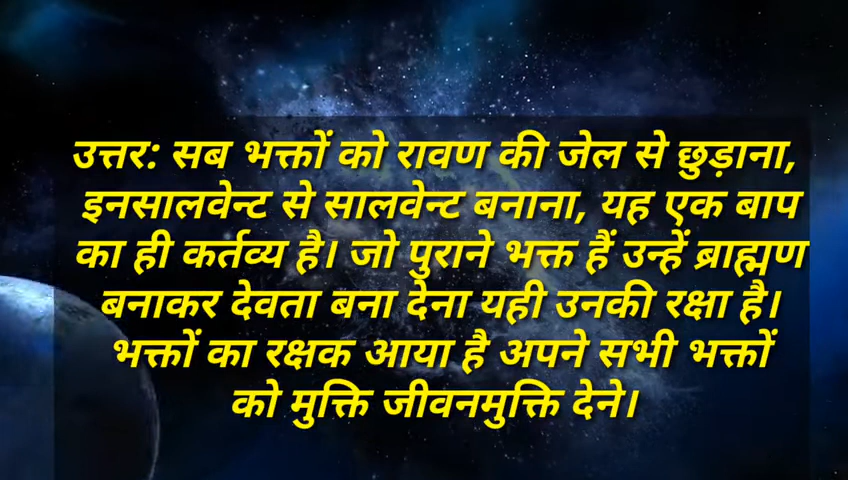 उत्तर: सब भक्तों को रावण की जेल से छुड़ाना,
इनसालवेन्ट से सालवेन्ट बनाना, यह एक बाप
का ही कर्तव्य है। जो पुराने भक्त हैं उन्हें ब्राह्मण
बनाकर देवता बना देना यही उनकी रक्षा है।
भक्तों का रक्षक आया है अपने सभी भक्तों
को मुक्ति जीवनमुक्ति देने।